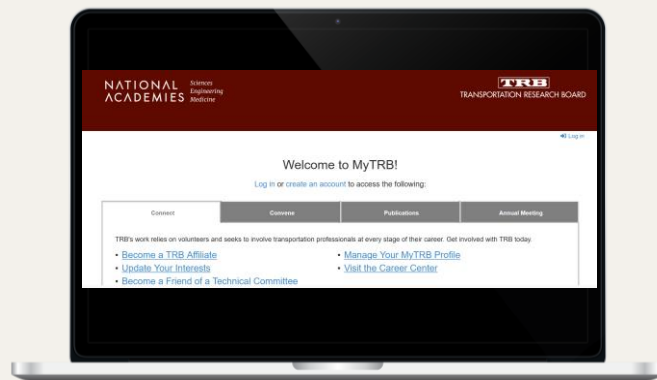 NATIONAL ACADEMIES
Sciences
Engineering
Medicine
TRB
TRANSPORTATION RESEARCH BOARD
Log in
Welcome to MyTRB!
Log in or create an account to access the following:
Connect Convene Publications Annual Meeting
TRB's work relies on volunteers and seeks to involve transportation professionals at every stage of their career. Get involved with TRB today.
• Become a TRB Affiliate
• Update Your Interests
• Become a Friend of a Technical Committee
• Manage Your MyTRB Profile
• Visit the Career Center